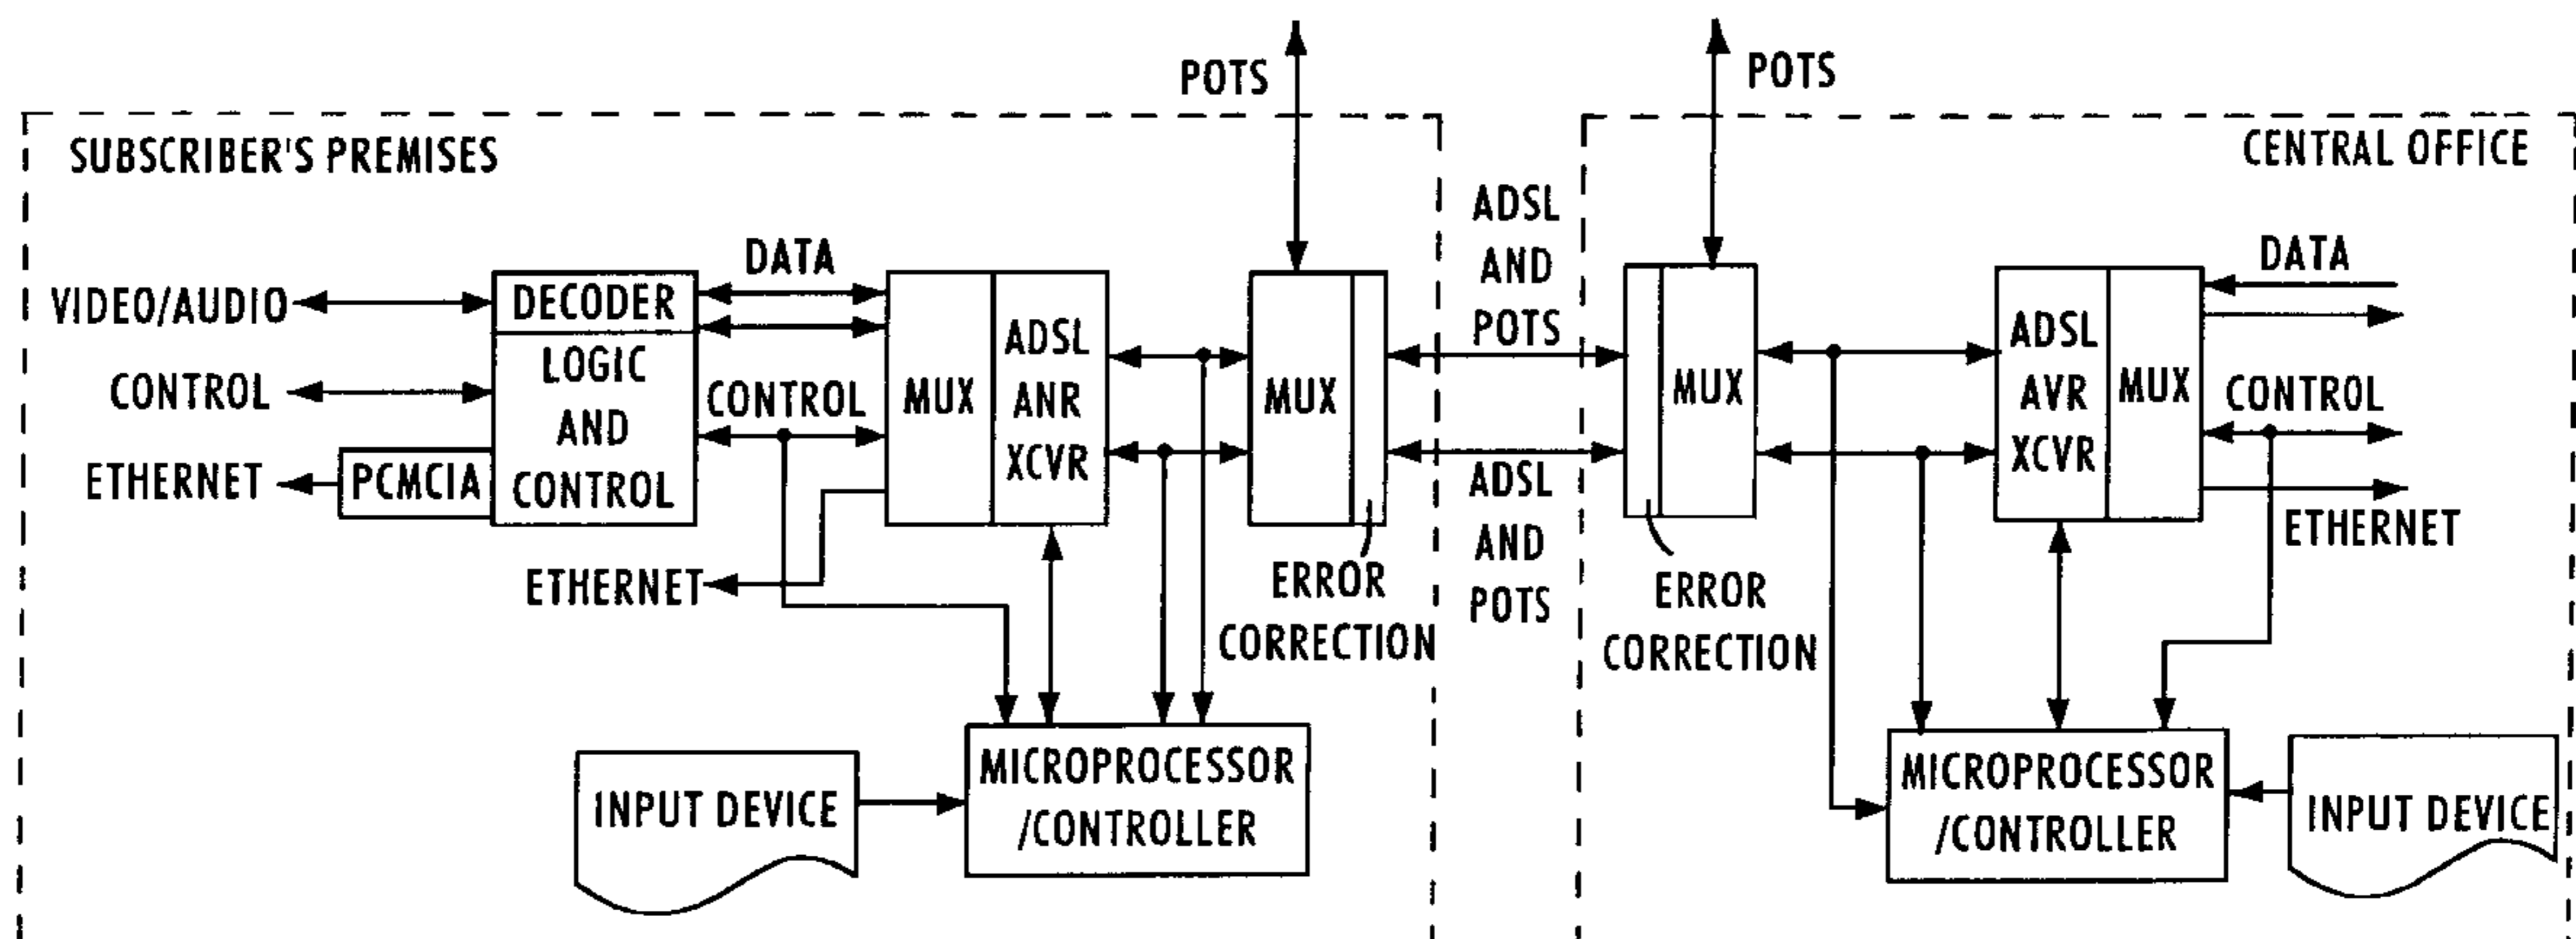 POTS
POTS
SUBSCRIBER'S PREMISES
CENTRAL OFFICE
ADSL
AND
POTS
VIDEO/AUDIO
CONTROL
ETHERNET
PCMCIA
DECODER
LOGIC
AND
CONTROL
DATA
CONTROL
ETHERNET
MUX
ADSL
ANR
XCVR
MUX
ERROR
CORRECTION
ADSL
AND
POTS
MUX
ERROR
CORRECTION
ADSL
AVR
XCVR
MUX
DATA
CONTROL
ETHERNET
INPUT DEVICE
MICROPROCESSOR
/CONTROLLER
MICROPROCESSOR
/CONTROLLER
INPUT DEVICE